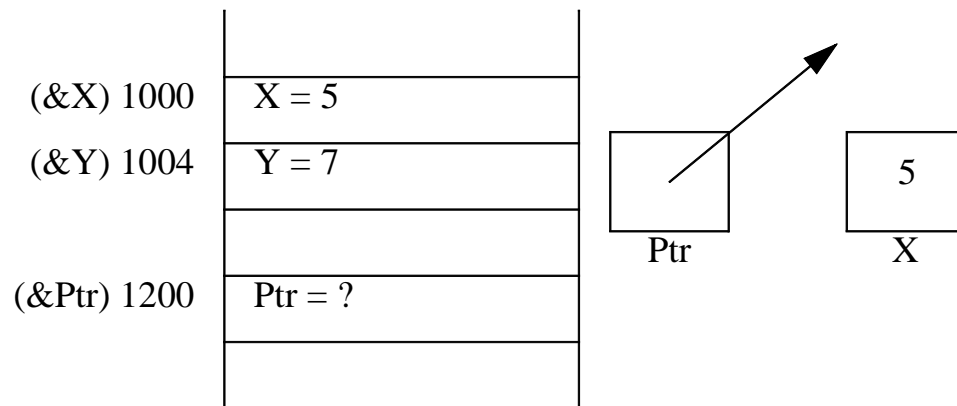 (&X) 1000 X = 5
(&Y) 1004 Y = 7
5
Ptr X
(&Ptr) 1200 Ptr = ?